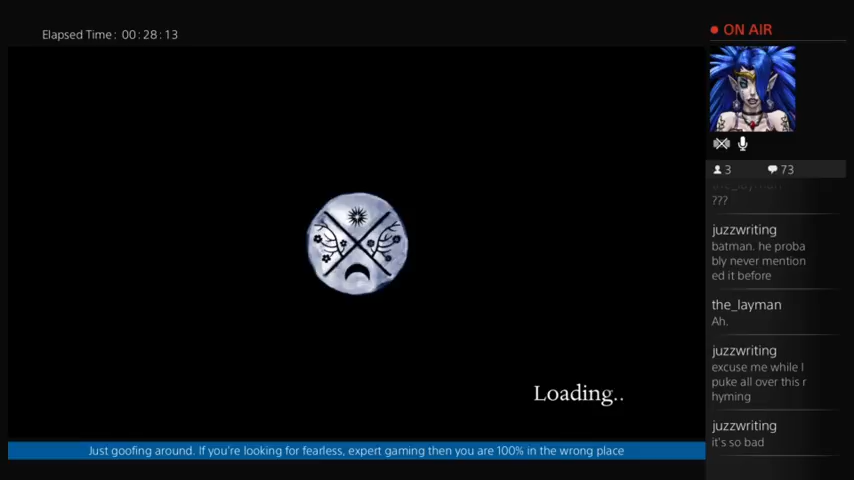 Elapsed Time: 00:28:13
ON AIR
3
73
???
juzzwriting
batman. he proba
bly never mention
ed it before
the_layman
Ah.
juzzwriting
excuse me while I
puke all over this r
hyming
juzzwriting
it's so bad
Loading..
Just goofing around. If you're looking for fearless, expert gaming then you are 100% in the wrong place